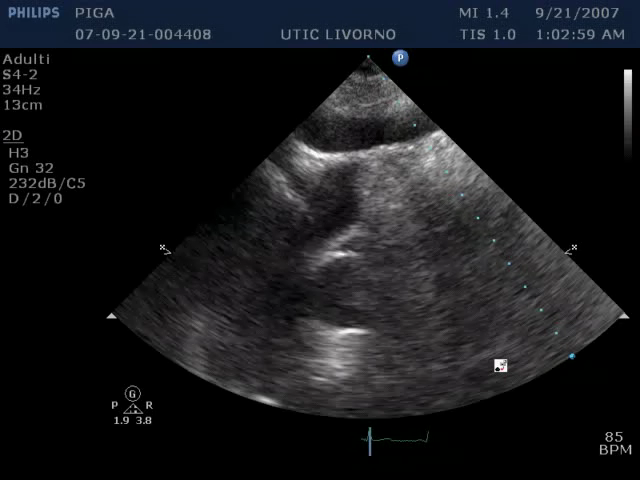 PHILIPS PIGA MI 1.4 9/21/2007
07-09-21-004408 UTIC LIVORNO TIS 1.0 1:02:59 AM
Adulti
S4-2
34Hz
13cm
2D
H3
Gn 32
232dB/C5
D/2/0
P
G
P R
1.9 3.8
85
BPM